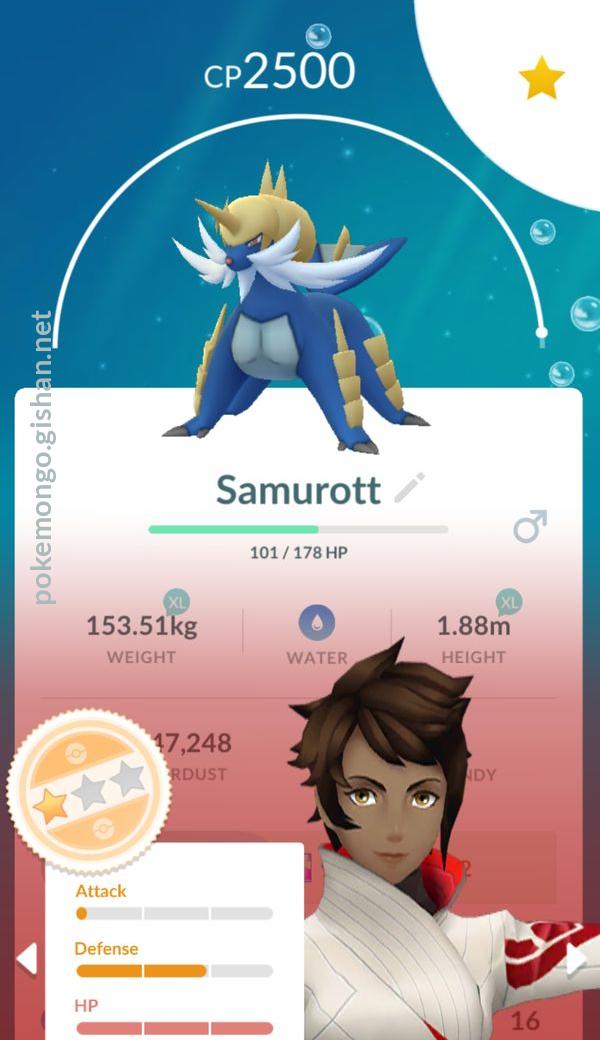 CP2500
pokemongo.gishan.net
Samurott
101 / 178 HP
XL
XL
153.51kg
1.88m
WEIGHT
WATER
HEIGHT
47,248
RDUST
NDY
2
Attack
Defense
HP
16